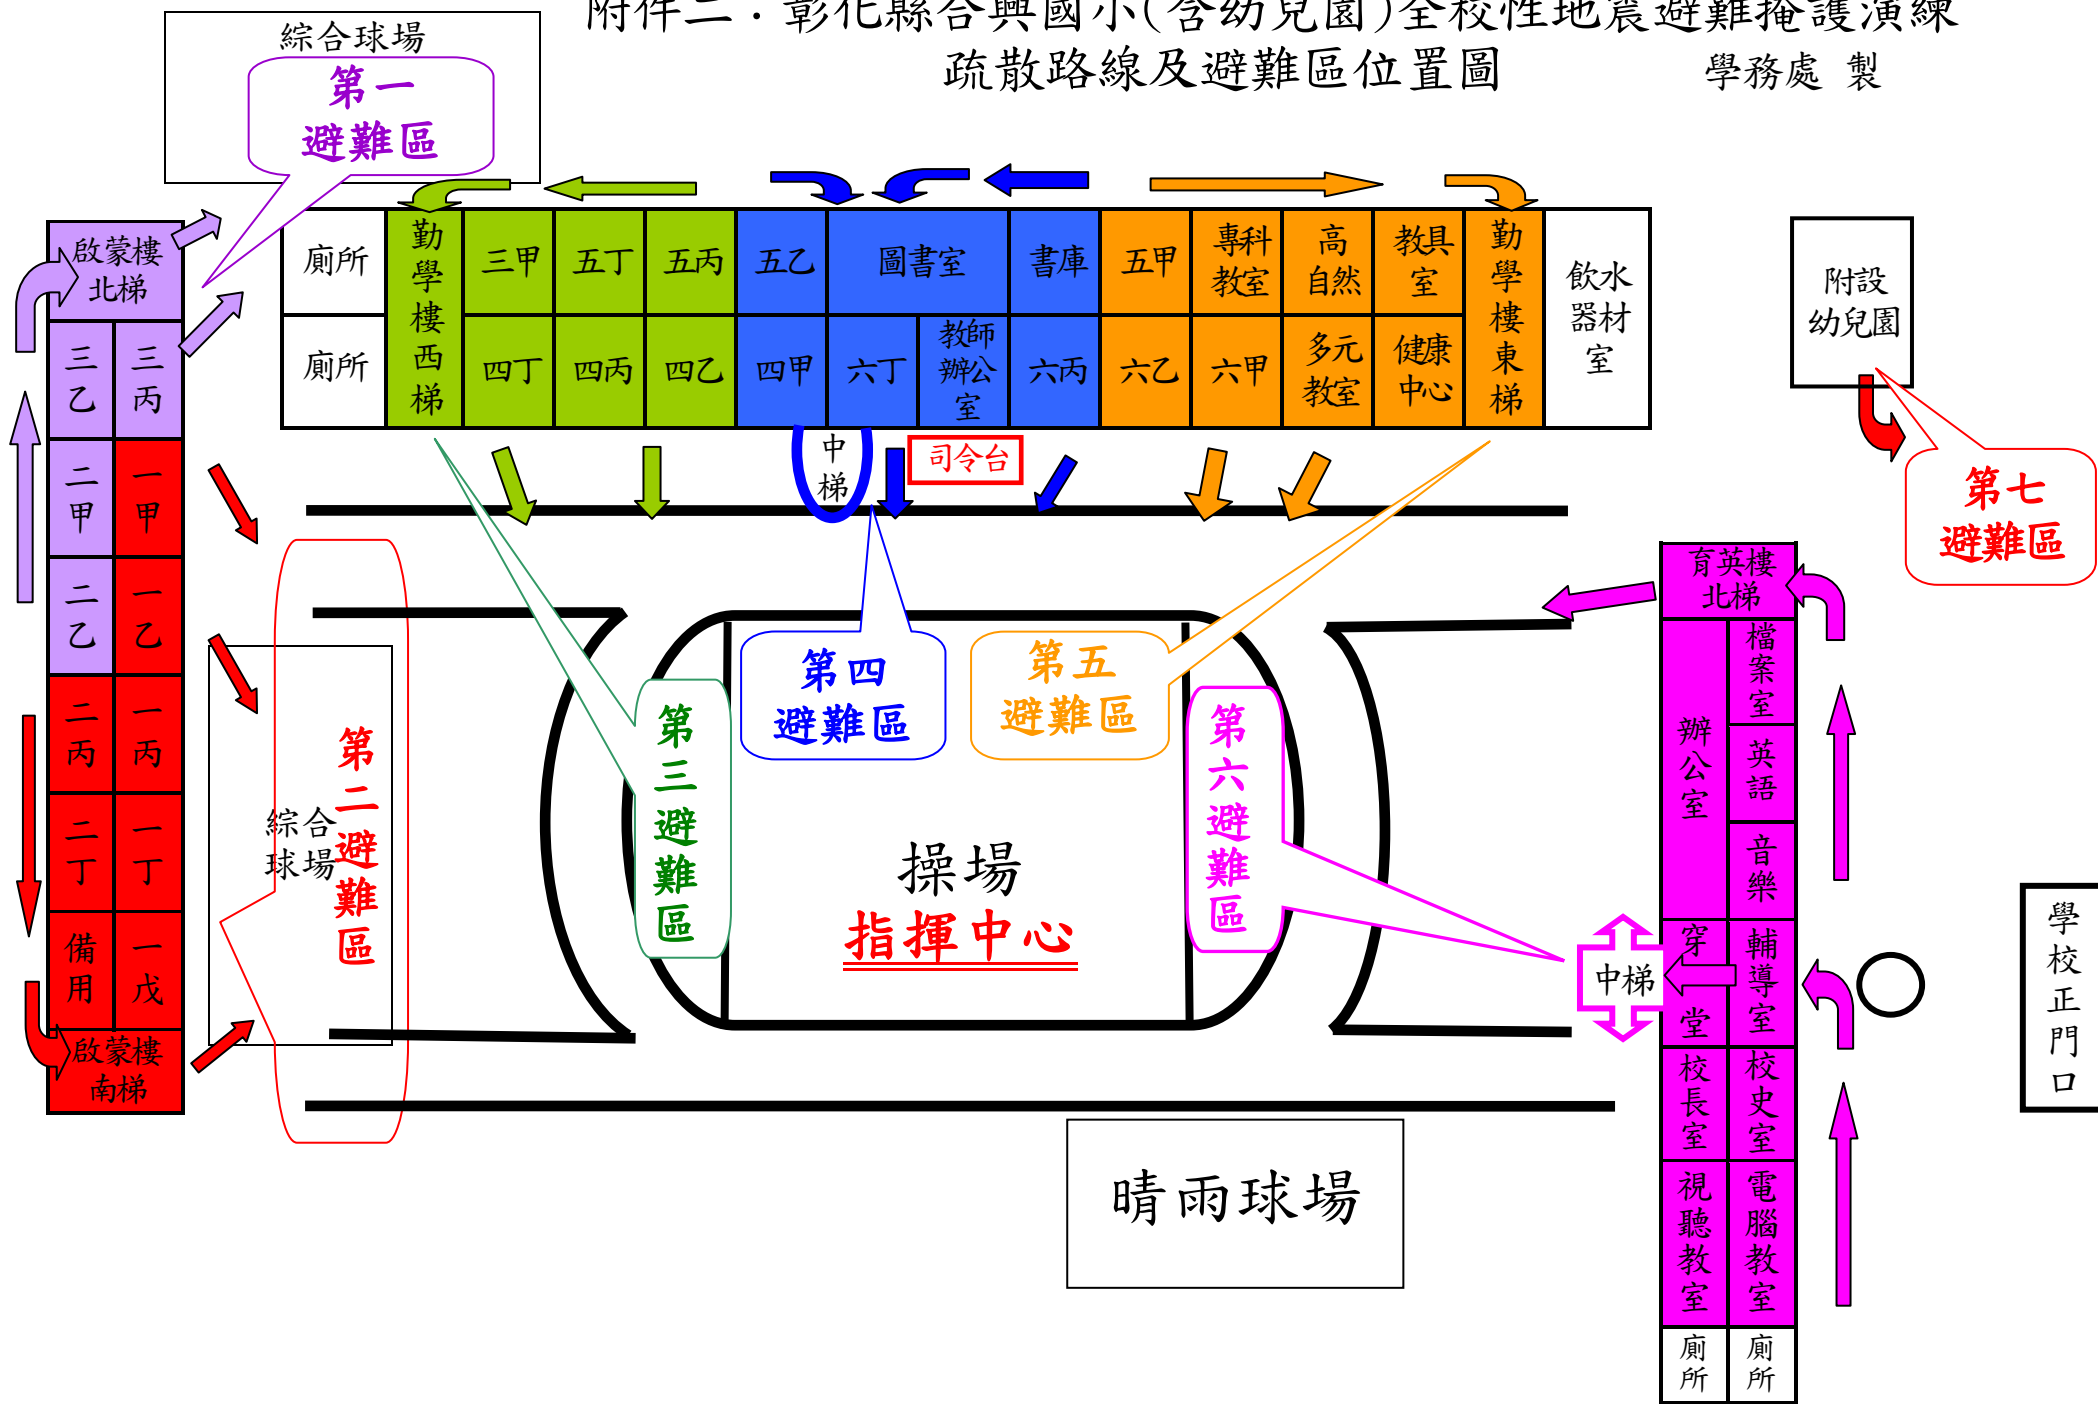 附件二：彰化縣合興國小(含幼兒園)全校性地震避難掩護演練
疏散路線及避難區位置圖
學務處 製
綜合球場
第一
避難區
啟蒙樓
北梯
三乙
三丙
二甲
一甲
二乙
一乙
二丙
一丙
二丁
一丁
備用
一戊
啟蒙樓
南梯
廁所
勤學樓西梯
三甲
五丁
五丙
五乙
圖書室
書庫
五甲
專科
教室
高
自然
教具
室
勤學樓東梯
飲水
器材
室
廁所
四丁
四丙
四乙
四甲
六丁
教師
辦公
室
六丙
六乙
六甲
多元
教室
健康
中心
附設
幼兒園
第七
避難區
中
梯
司令台
第二避難區
綜合
球場
第三避難區
第四
避難區
第五
避難區
第六避難區
操場
指揮中心
晴雨球場
育英樓
北梯
辦公室
檔案室
英語
音樂
中梯
穿堂
輔導室
校長室
校史室
視聽教室
電腦教室
廁所
廁所
學校正門口